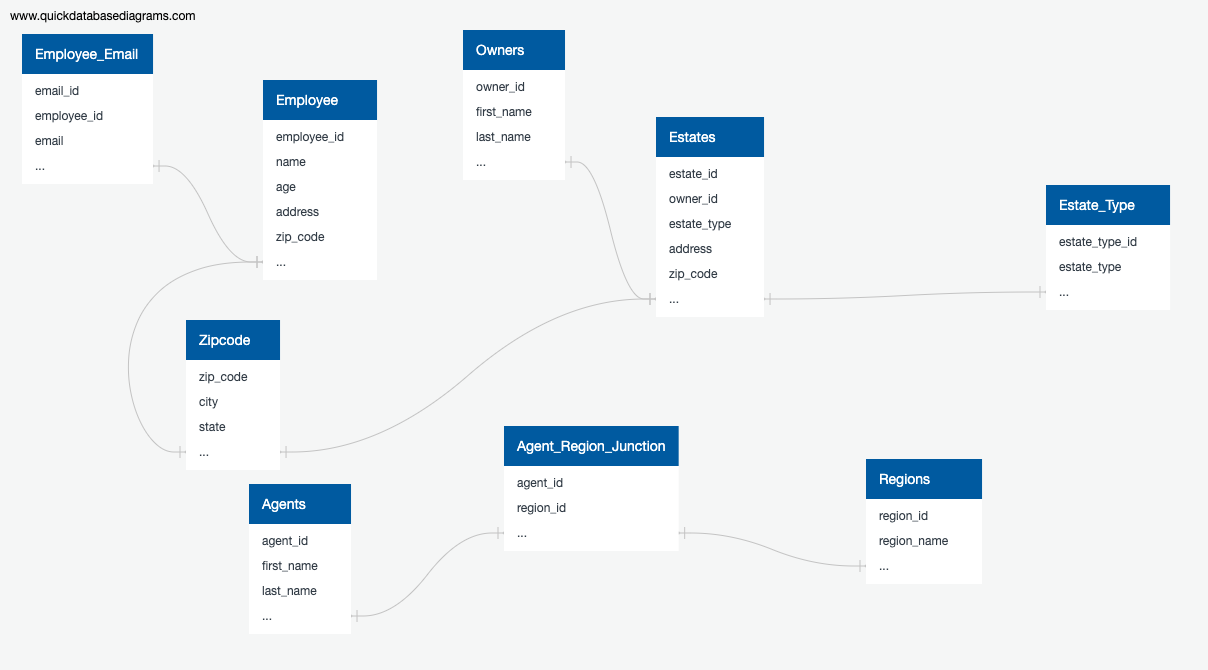 www.quickdatabasediagrams.com
Employee_Email
email_id
employee_id
email
...
Employee
employee_id
name
age
address
zip_code
...
Owners
owner_id
first_name
last_name
...
Estates
estate_id
owner_id
estate_type
address
zip_code
...
Estate_Type
estate_type_id
estate_type
...
Zipcode
zip_code
city
state
...
Agents
agent_id
first_name
last_name
...
Agent_Region_Junction
agent_id
region_id
...
Regions
region_id
region_name
...